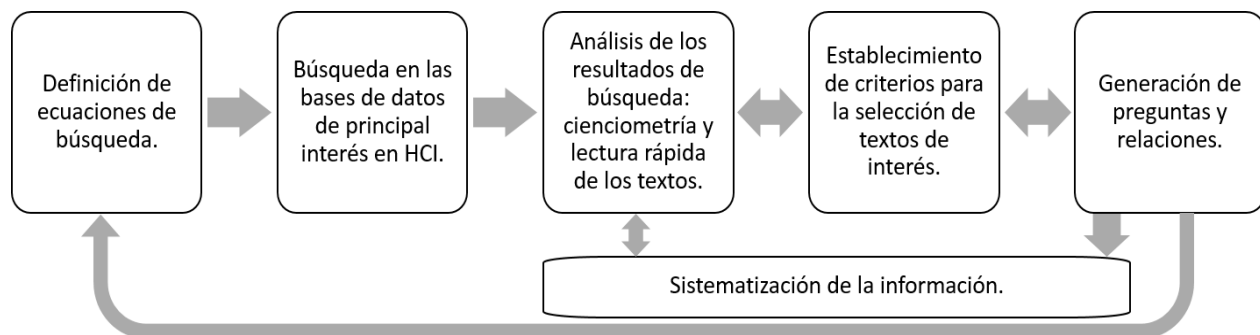 Definición de
ecuaciones de
búsqueda.
Búsqueda en las
bases de datos
de principal
interés en HCI.
Análisis de los
resultados de
búsqueda:
cienciometría y
lectura rápida
de los textos.
Establecimiento
de criterios para
la selección de
textos de
interés.
Generación de
preguntas y
relaciones.
Sistematización de la información.